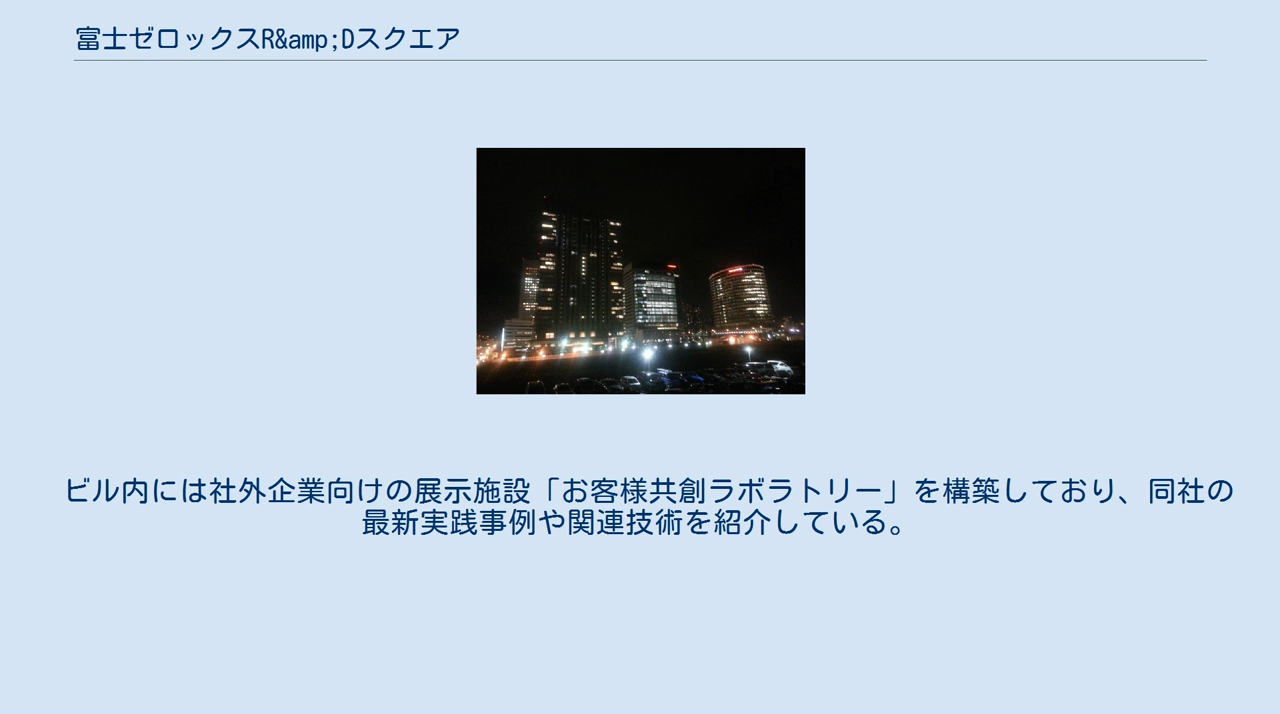 富士ゼロックスR&amp;Dスクエア
ビル内には社外企業向けの展示施設「お客様共創ラボラトリー」を構築しており、同社の
最新実践事例や関連技術を紹介している。